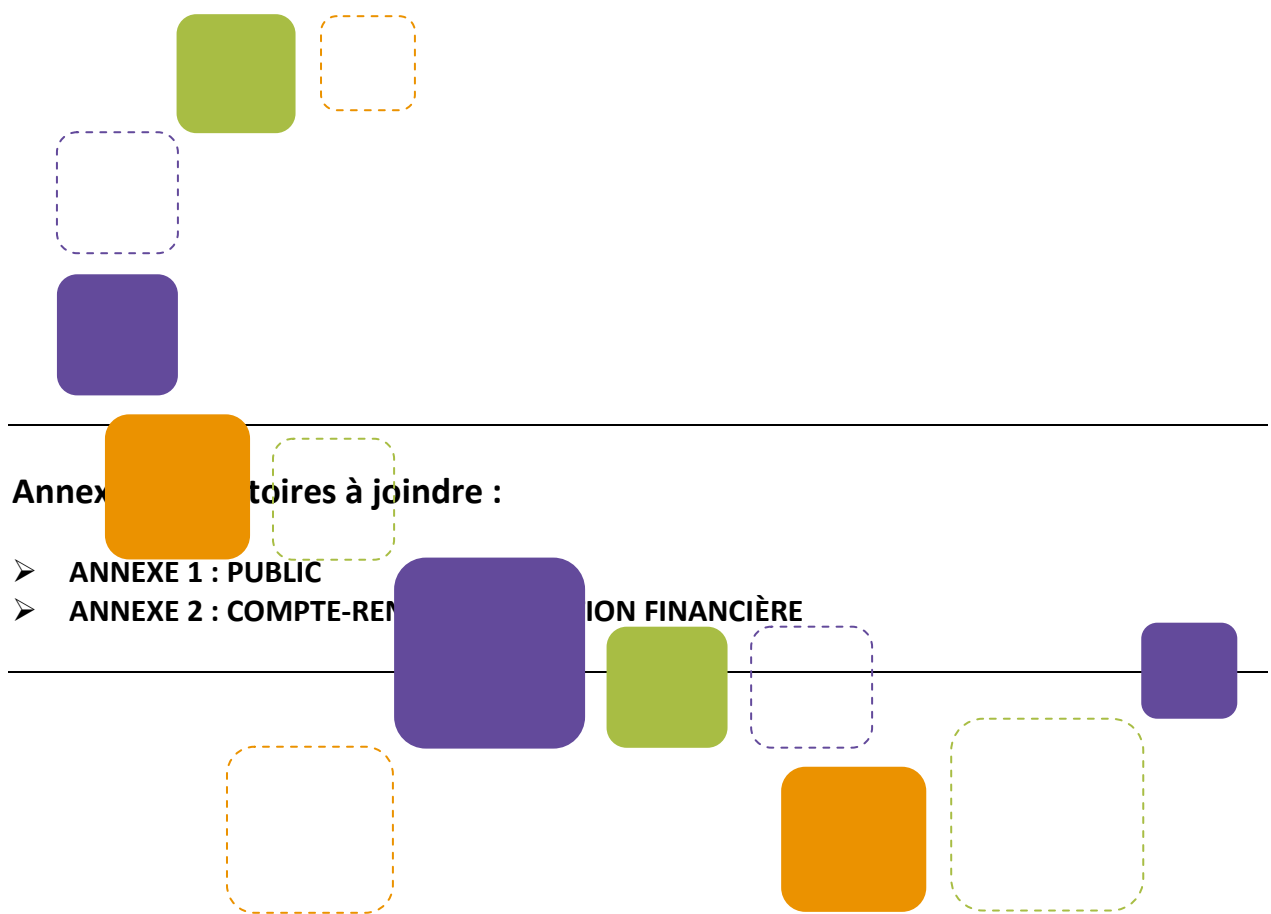 Annex toires à joindre :
➢ ANNEXE 1 : PUBLIC
➢ ANNEXE 2 : COMPTE-REN ION FINANCIÈRE